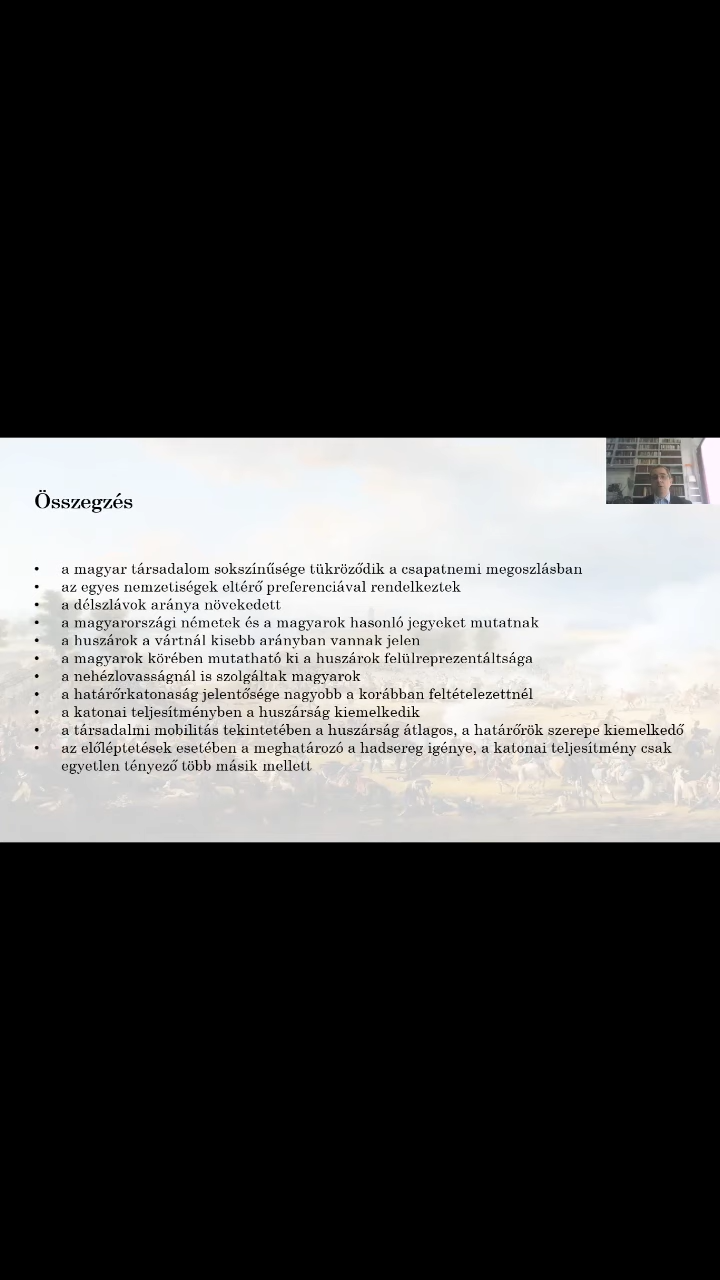 Összegzés
• a magyar társadalom sokszínűsége tükröződik a csapatnemi megoszlásban
• az egyes nemzetiségek eltérő preferenciával rendelkeztek
• a délszlávok aránya növekedett
• a magyarországi németek és a magyarok hasonló jegyeket mutatnak
• a huszárok a vártnál kisebb arányban vannak jelen
• a magyarok körében mutatható ki a huszárok felülreprezentáltsága
• a nehézlovasságnál is szolgáltak magyarok
• a határőrkatonaság jelentősége nagyobb a korábban feltételezettnél
• a katonai teljesítményben a huszárság kiemelkedik
• a társadalmi mobilitás tekintetében a huszárság átlagos, a határőrök szerepe kiemelkedő
• az előléptetések esetében a meghatározó a hadsereg igénye, a katonai teljesítmény csak
egyetlen tényező több másik mellett